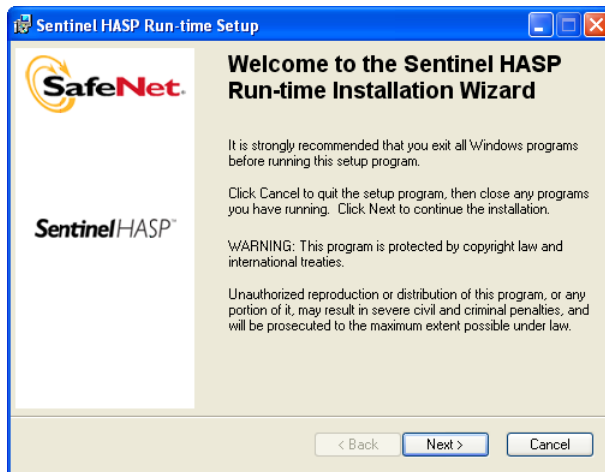 Sentinel HASP Run-time Setup
SafeNet.
Welcome to the Sentinel HASP
Run-time Installation Wizard
It is strongly recommended that you exit all Windows programs
before running this setup program.
Click Cancel to quit the setup program, then close any programs
you have running. Click Next to continue the installation.
Sentinel HASP™
WARNING: This program is protected by copyright law and
international treaties.
Unauthorized reproduction or distribution of this program, or any
portion of it, may result in severe civil and criminal penalties, and
will be prosecuted to the maximum extent possible under law.
< Back
Next >
Cancel